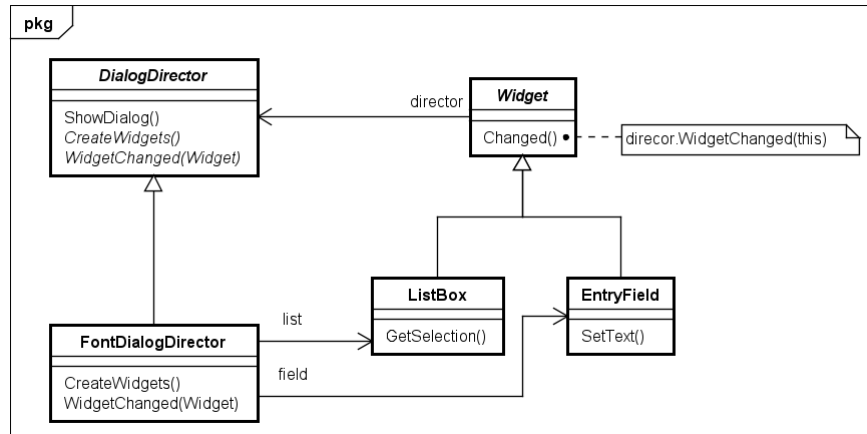 pkg
DialogDirector
ShowDialog()
CreateWidgets()
WidgetChanged(Widget)
director
Widget
Changed()
direcor.WidgetChanged(this)
ListBox
GetSelection()
EntryField
SetText()
FontDialogDirector
CreateWidgets()
WidgetChanged(Widget)
list
field